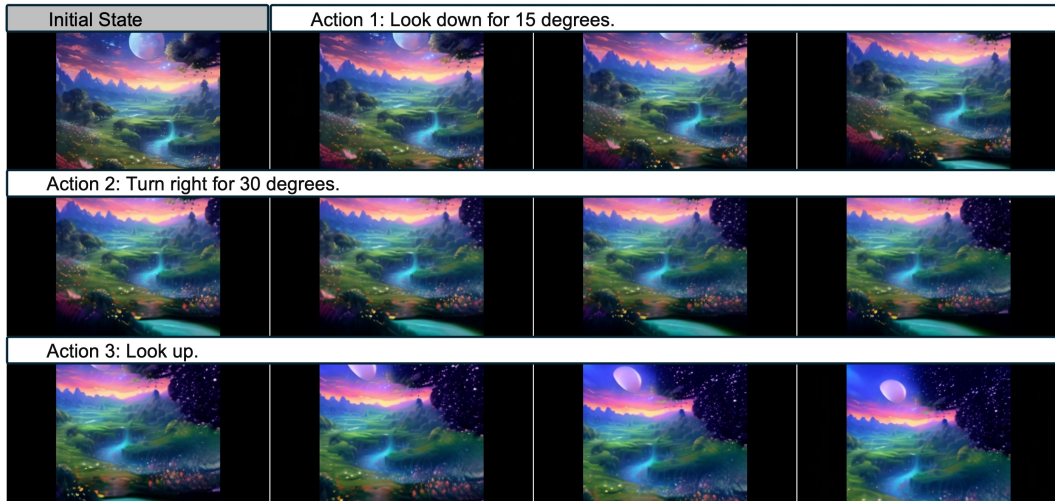 Initial State
Action 1: Look down for 15 degrees.
Action 2: Turn right for 30 degrees.
Action 3: Look up.